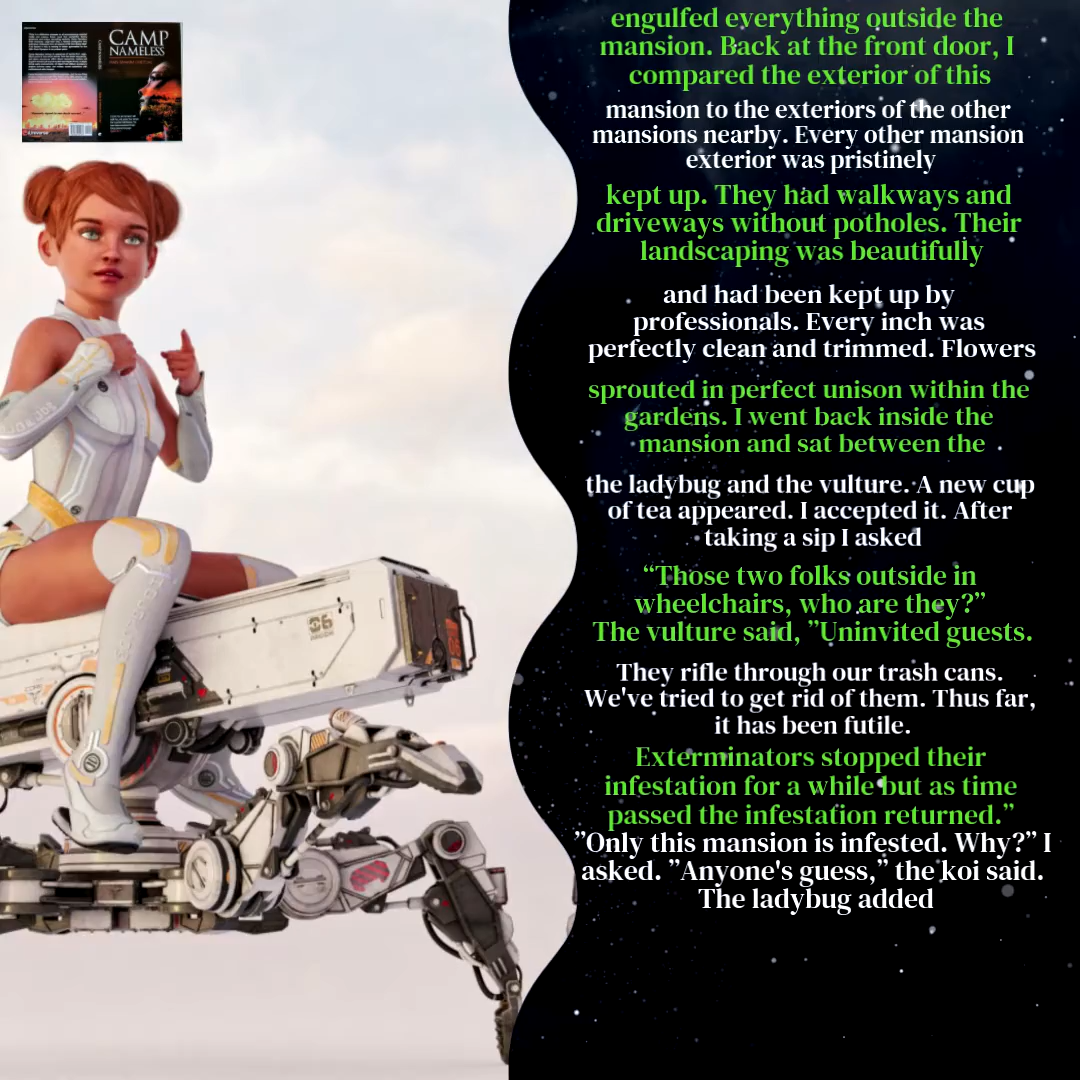 CAMP
NAMELESS
engulfed everything outside the
mansion. Back at the front door, I
compared the exterior of this
mansion to the exteriors of the other
mansions nearby. Every other mansion
exterior was pristinely
kept up. They had walkways and
driveways without potholes. Their
landscaping was beautifully
and had been kept up by
professionals. Every inch was
perfectly clean and trimmed. Flowers
sprouted in perfect unison within the
gardens. I went back inside the
mansion and sat between the
the ladybug and the vulture. A new cup
of tea appeared. I accepted it. After
taking a sip I asked
“Those two folks outside in
wheelchairs, who are they?”
The vulture said, ”Uninvited guests.
They rifle through our trash cans.
We've tried to get rid of them. Thus far,
it has been futile.
Exterminators stopped their
infestation for a while but as time
passed the infestation returned.”
”Only this mansion is infested. Why?” I
asked. ”Anyone's guess,” the koi said.
The ladybug added
06